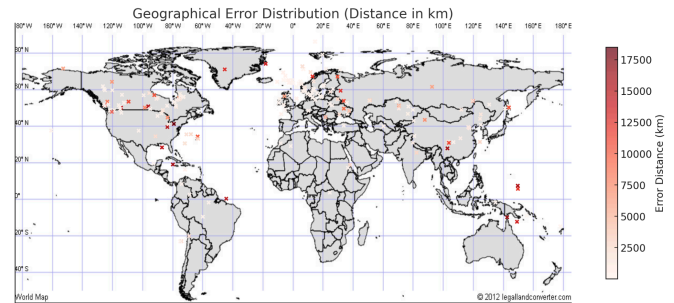 Geographical Error Distribution (Distance in km)
180° W 160° W 140° W 120° W 100° W 80° W 60° W 40° W 20° W 0° 20° E 40° E 60° E 80° E 100° E 120° E 140° E 160° E 180° E
80° N
60° N
40° N
20° N
0°
20° S
40° S
World Map
© 2012 legallandconverter.com
17500
15000
12500
10000
7500
5000
2500
Error Distance (km)